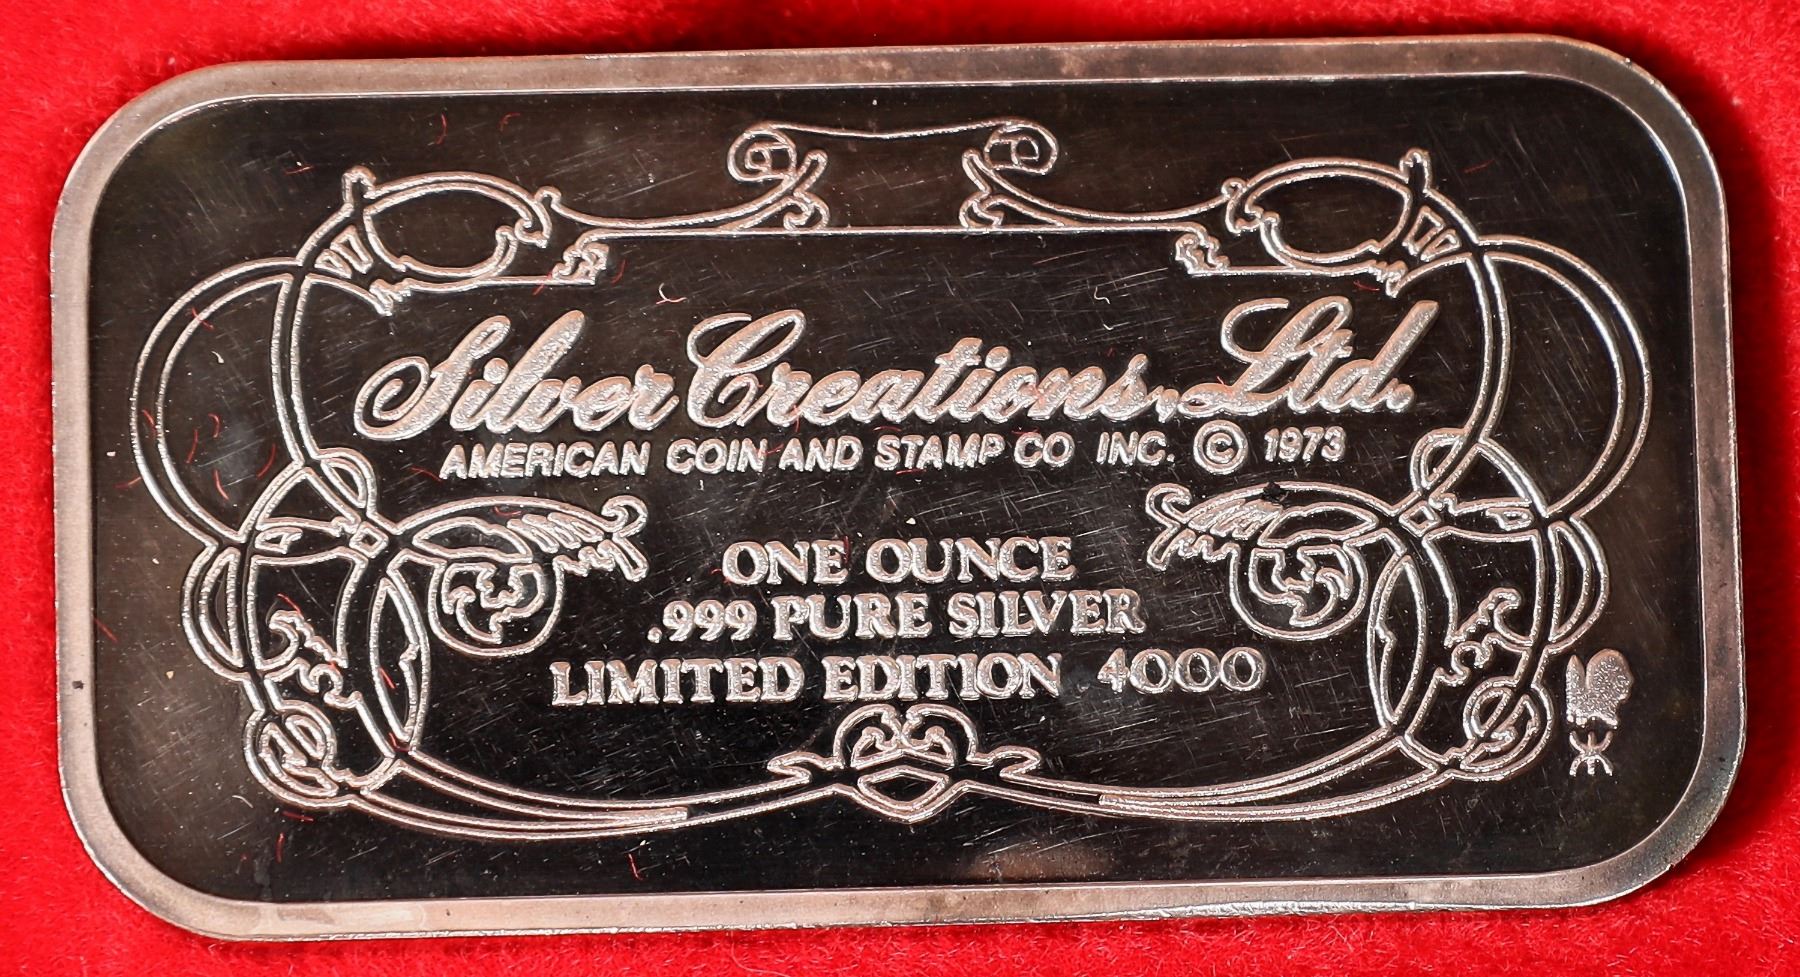 Silver Creations, Ltd.
AMERICAN COIN AND STAMP CO INC. © 1973
ONE OUNCE
.999 PURE SILVER
LIMITED EDITION 4000